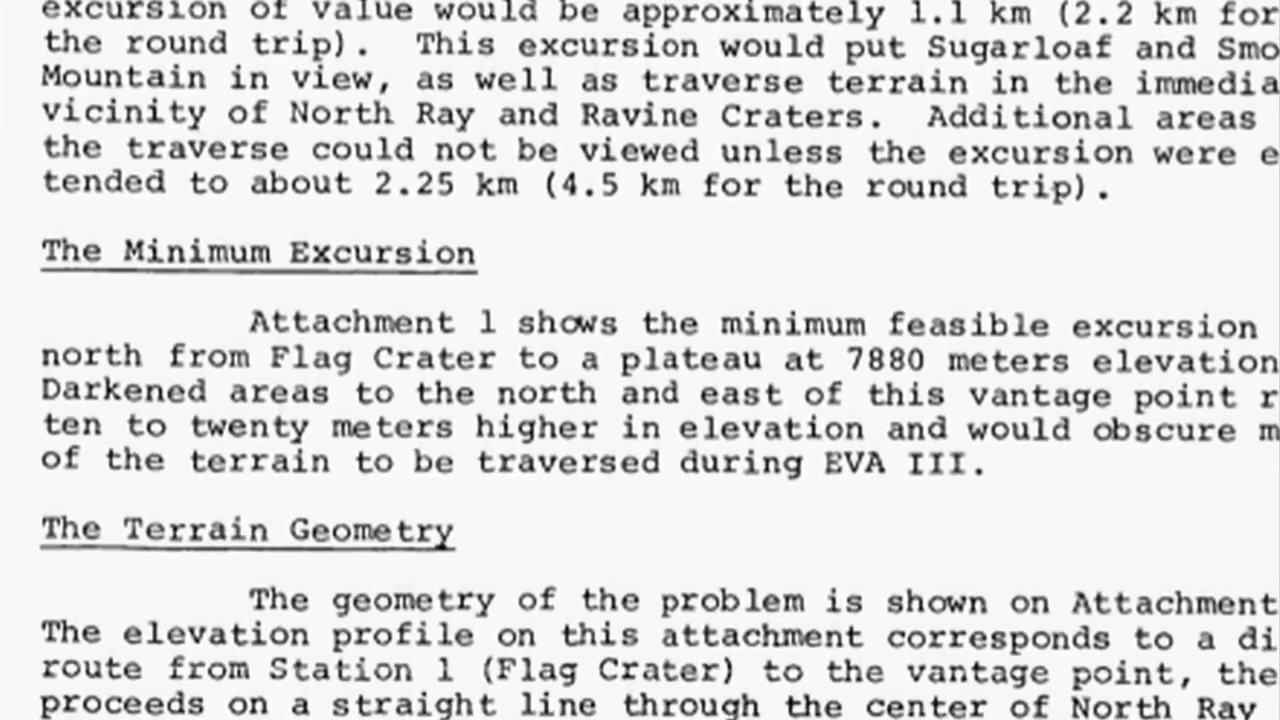 excursion of value would be approximately 1.1 km (2.2 km for
the round trip). This excursion would put Sugarloaf and Smo
Mountain in view, as well as traverse terrain in the immedia
vicinity of North Ray and Ravine Craters. Additional areas
the traverse could not be viewed unless the excursion were e
tended to about 2.25 km (4.5 km for the round trip).
The Minimum Excursion
Attachment 1 shows the minimum feasible excursion
north from Flag Crater to a plateau at 7880 meters elevation
Darkened areas to the north and east of this vantage point r
ten to twenty meters higher in elevation and would obscure m
of the terrain to be traversed during EVA III.
The Terrain Geometry
The geometry of the problem is shown on Attachment
The elevation profile on this attachment corresponds to a di
route from Station 1 (Flag Crater) to the vantage point, the
proceeds on a straight line through the center of North Ray